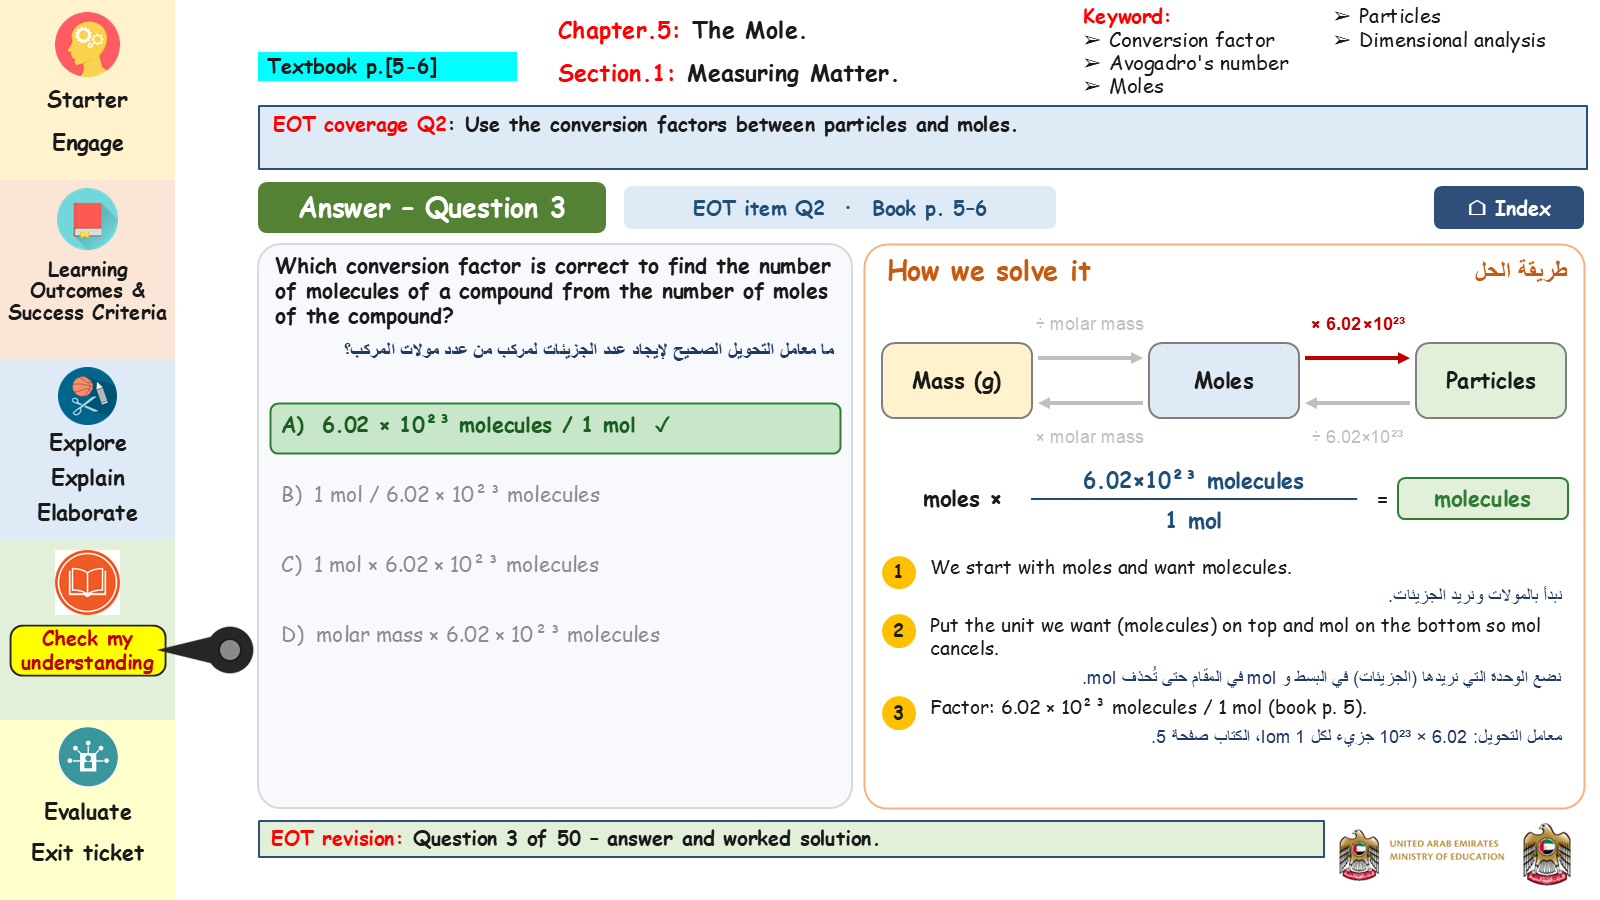 Starter
Engage
Learning
Outcomes &
Success Criteria
Explore
Explain
Elaborate
Check my
understanding
Evaluate
Exit ticket
Textbook p.[5-6]
Chapter.5: The Mole.
Section.1: Measuring Matter.
Keyword:
➢ Conversion factor
➢ Avogadro's number
➢ Moles
➢ Particles
➢ Dimensional analysis
EOT coverage Q2: Use the conversion factors between particles and moles.
Answer – Question 3
EOT item Q2 · Book p. 5–6
Index
Which conversion factor is correct to find the number
of molecules of a compound from the number of moles
of the compound?
ما معامل التحويل الصحيح لإيجاد عدد الجزيئات لمركب من عدد مولات المركب؟
A) 6.02 × 10²³ molecules / 1 mol ✓
B) 1 mol / 6.02 × 10²³ molecules
C) 1 mol × 6.02 × 10²³ molecules
D) molar mass × 6.02 × 10²³ molecules
How we solve it
طريقة الحل
÷ molar mass
× 6.02×10²³
Mass (g)
Moles
Particles
× molar mass
÷ 6.02×10²³
6.02×10²³ molecules
moles ×
= molecules
1 mol
1 We start with moles and want molecules.
نبدأ بالمولات ونريد الجزيئات.
2 Put the unit we want (molecules) on top and mol on the bottom so mol
cancels.
نضع الوحدة التي نريدها (الجزيئات) في البسط و mol في المقام حتى تُحذف mol.
3 Factor: 6.02 × 10²³ molecules / 1 mol (book p. 5).
معامل التحويل: 6.02 × 10²³ جزيء لكل 1 mol، الكتاب صفحة 5.
EOT revision: Question 3 of 50 – answer and worked solution.
UNITED ARAB EMIRATES
MINISTRY OF EDUCATION